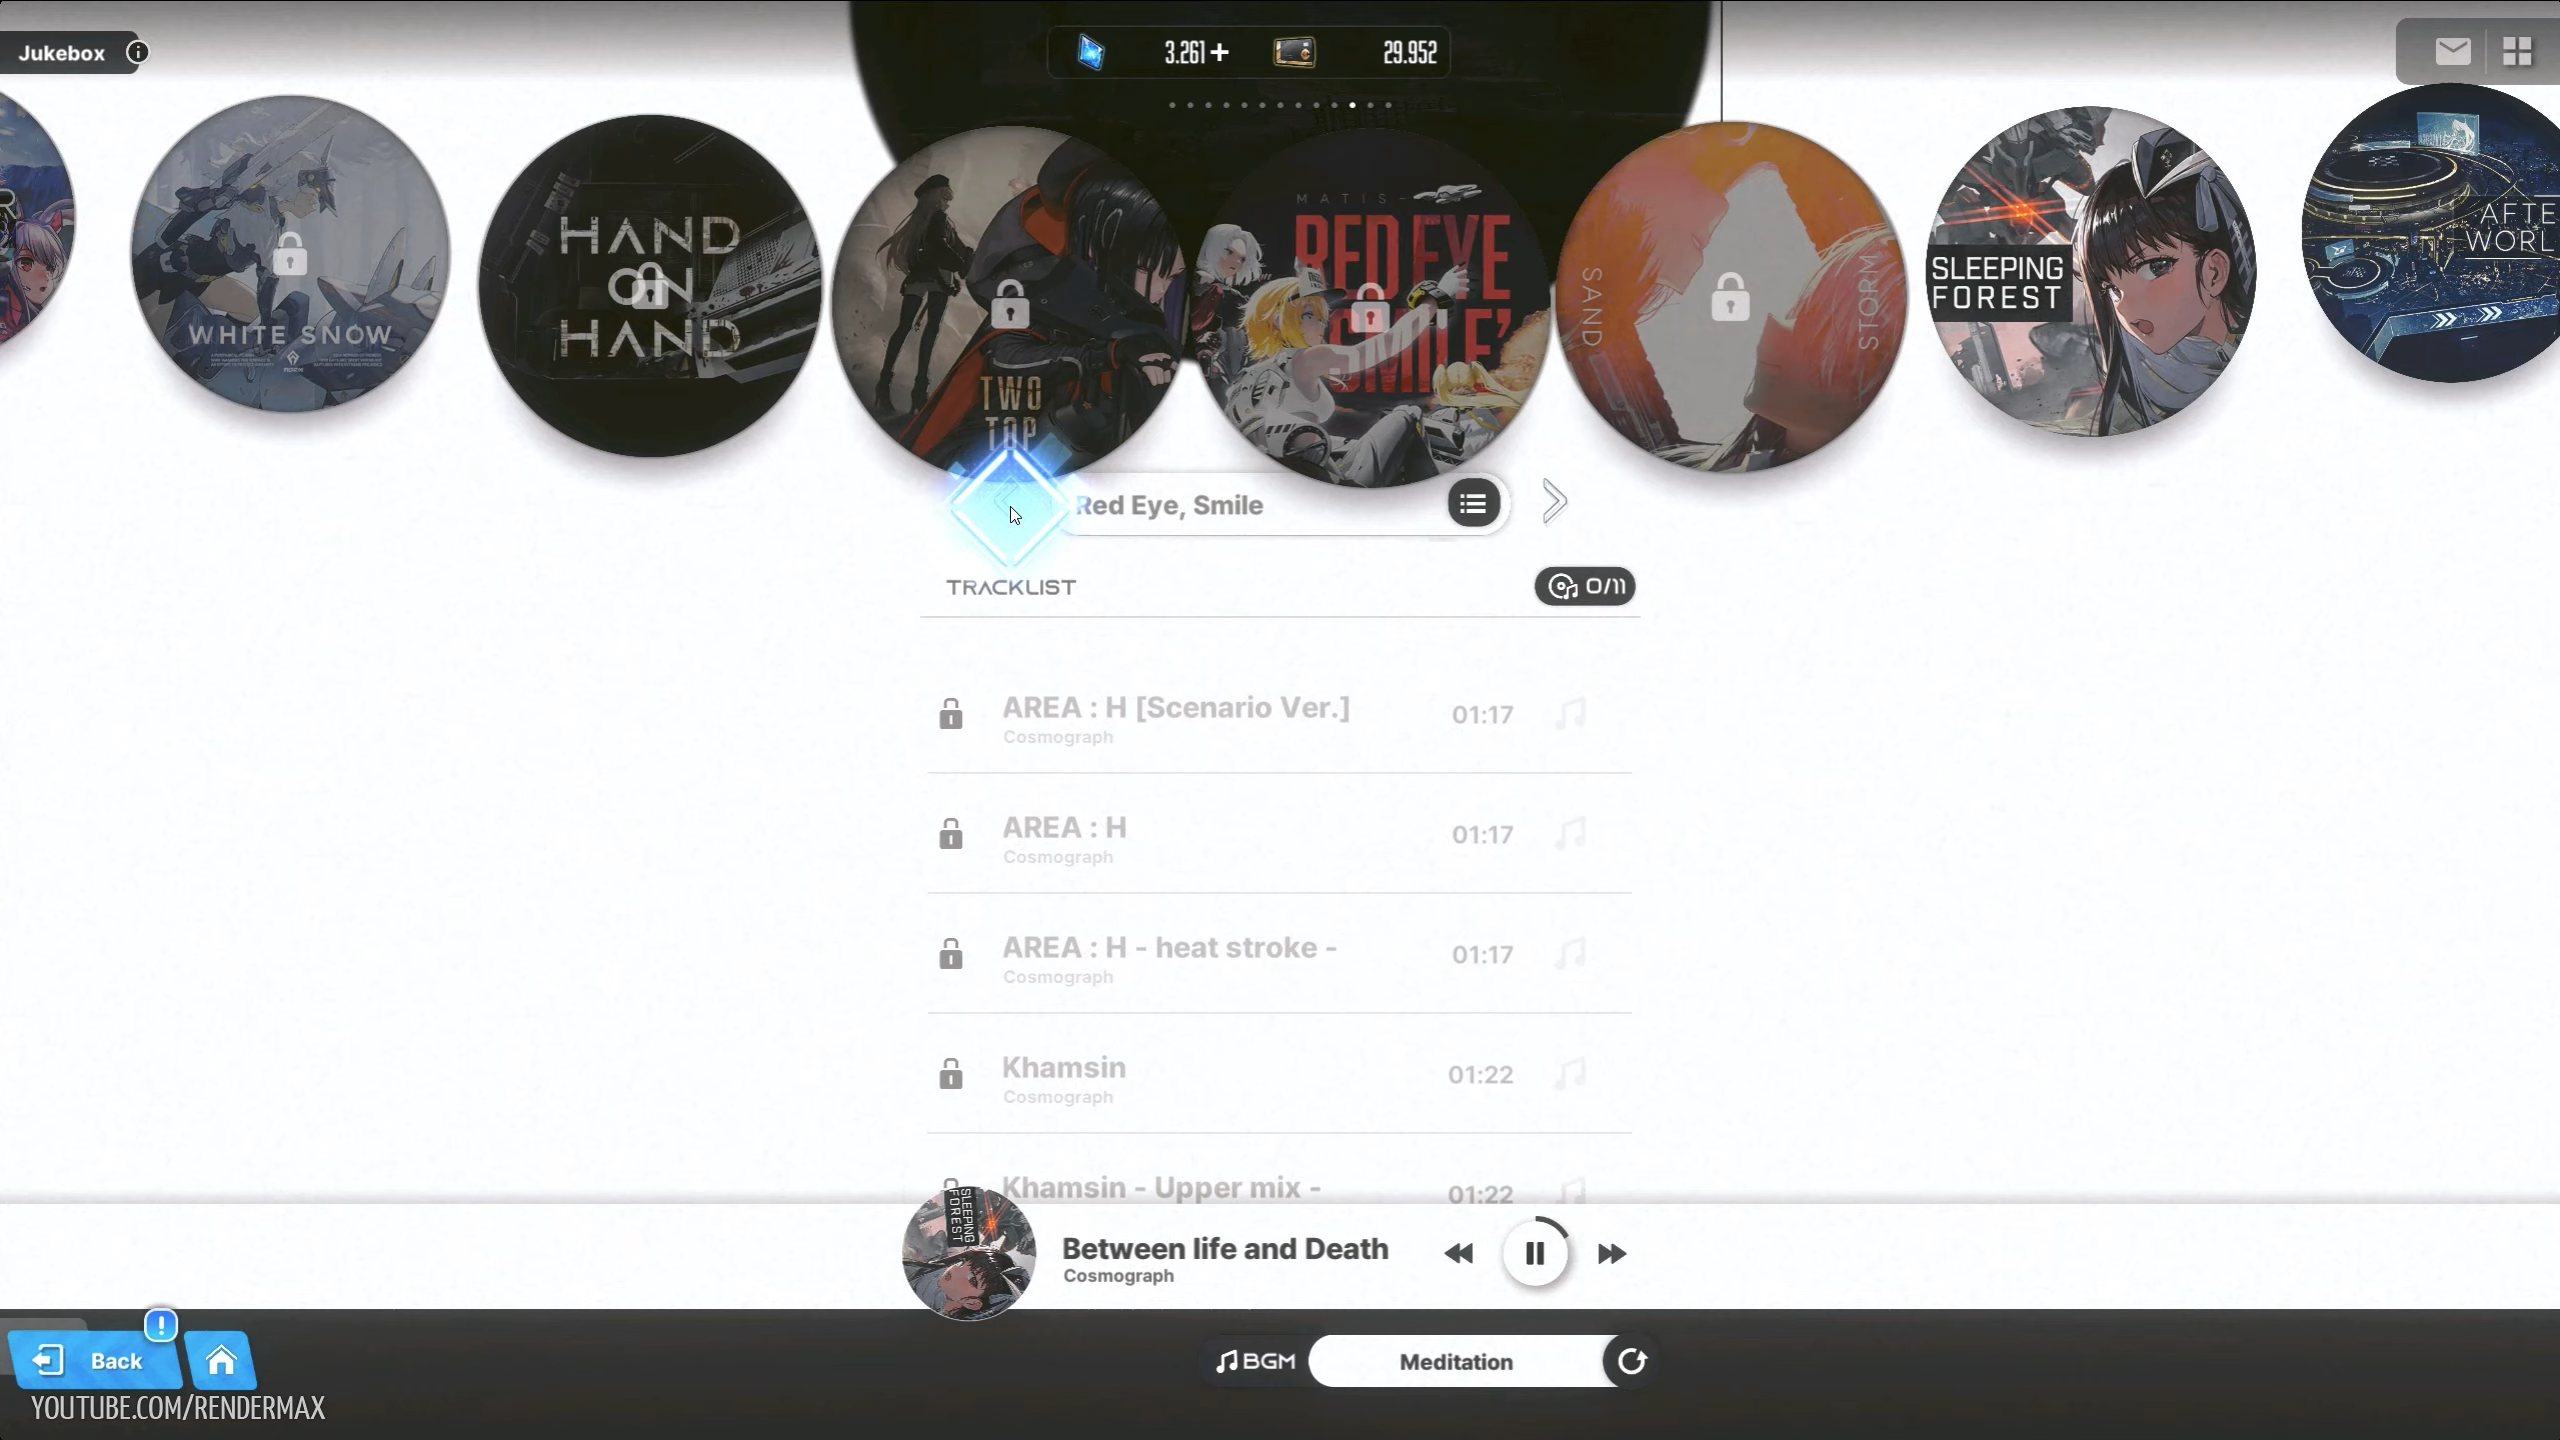 Jukebox
3.261+
29.952
WHITE SNOW
HAND
ON
HAND
TWO
TOP
MATIS-
RED EYE
SMILE'
SAND
STORM
SLEEPING
FOREST
AFTE
WORL
Red Eye, Smile
TRACKLIST
0/11
AREA : H [Scenario Ver.]
01:17
Cosmograph
AREA : H
01:17
Cosmograph
AREA : H - heat stroke -
01:17
Cosmograph
Khamsin
01:22
Cosmograph
Khamsin - Upper mix -
01:22
SLEEPING
FOREST
Between life and Death
Cosmograph
Back
BGM
Meditation
YOUTUBE.COM/RENDERMAX